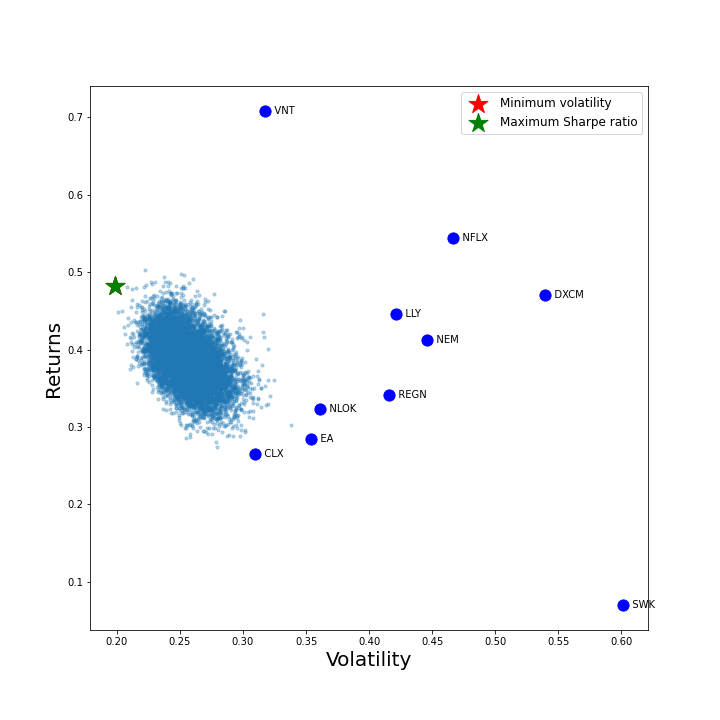 Minimum volatility
Maximum Sharpe ratio
0.7
VNT
0.6
NFLX
0.5
DXCM
LLY
NEM
0.4
REGN
NLOK
0.3
EA
CLX
0.2
0.1
SWK
Returns
0.20 0.25 0.30 0.35 0.40 0.45 0.50 0.55 0.60
Volatility